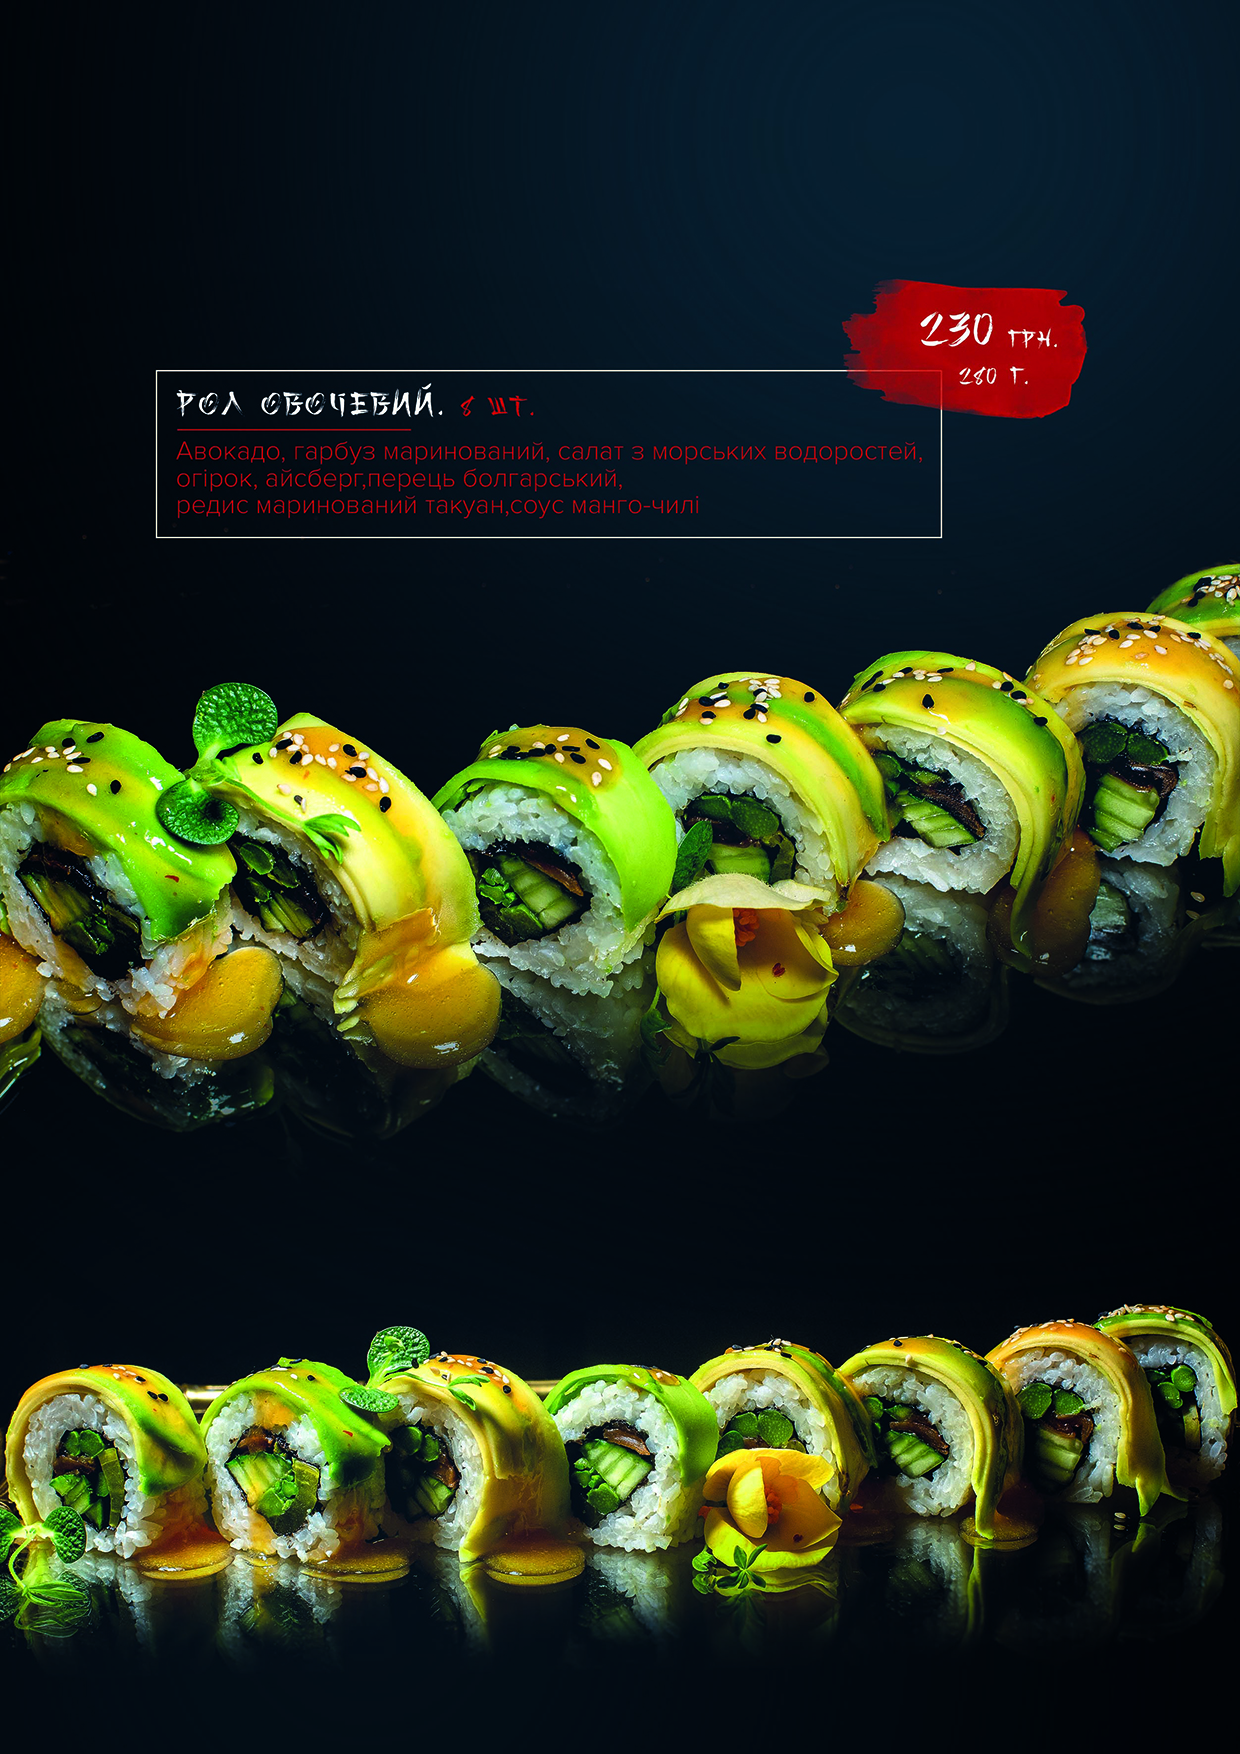 230 грн.
280 г.
Рол овочевий. 8 шт.
Авокадо, гарбуз маринований, салат з морських водоростей,
огірок, айсберг,перець болгарський,
редис маринований такуан,соус манго-чилі